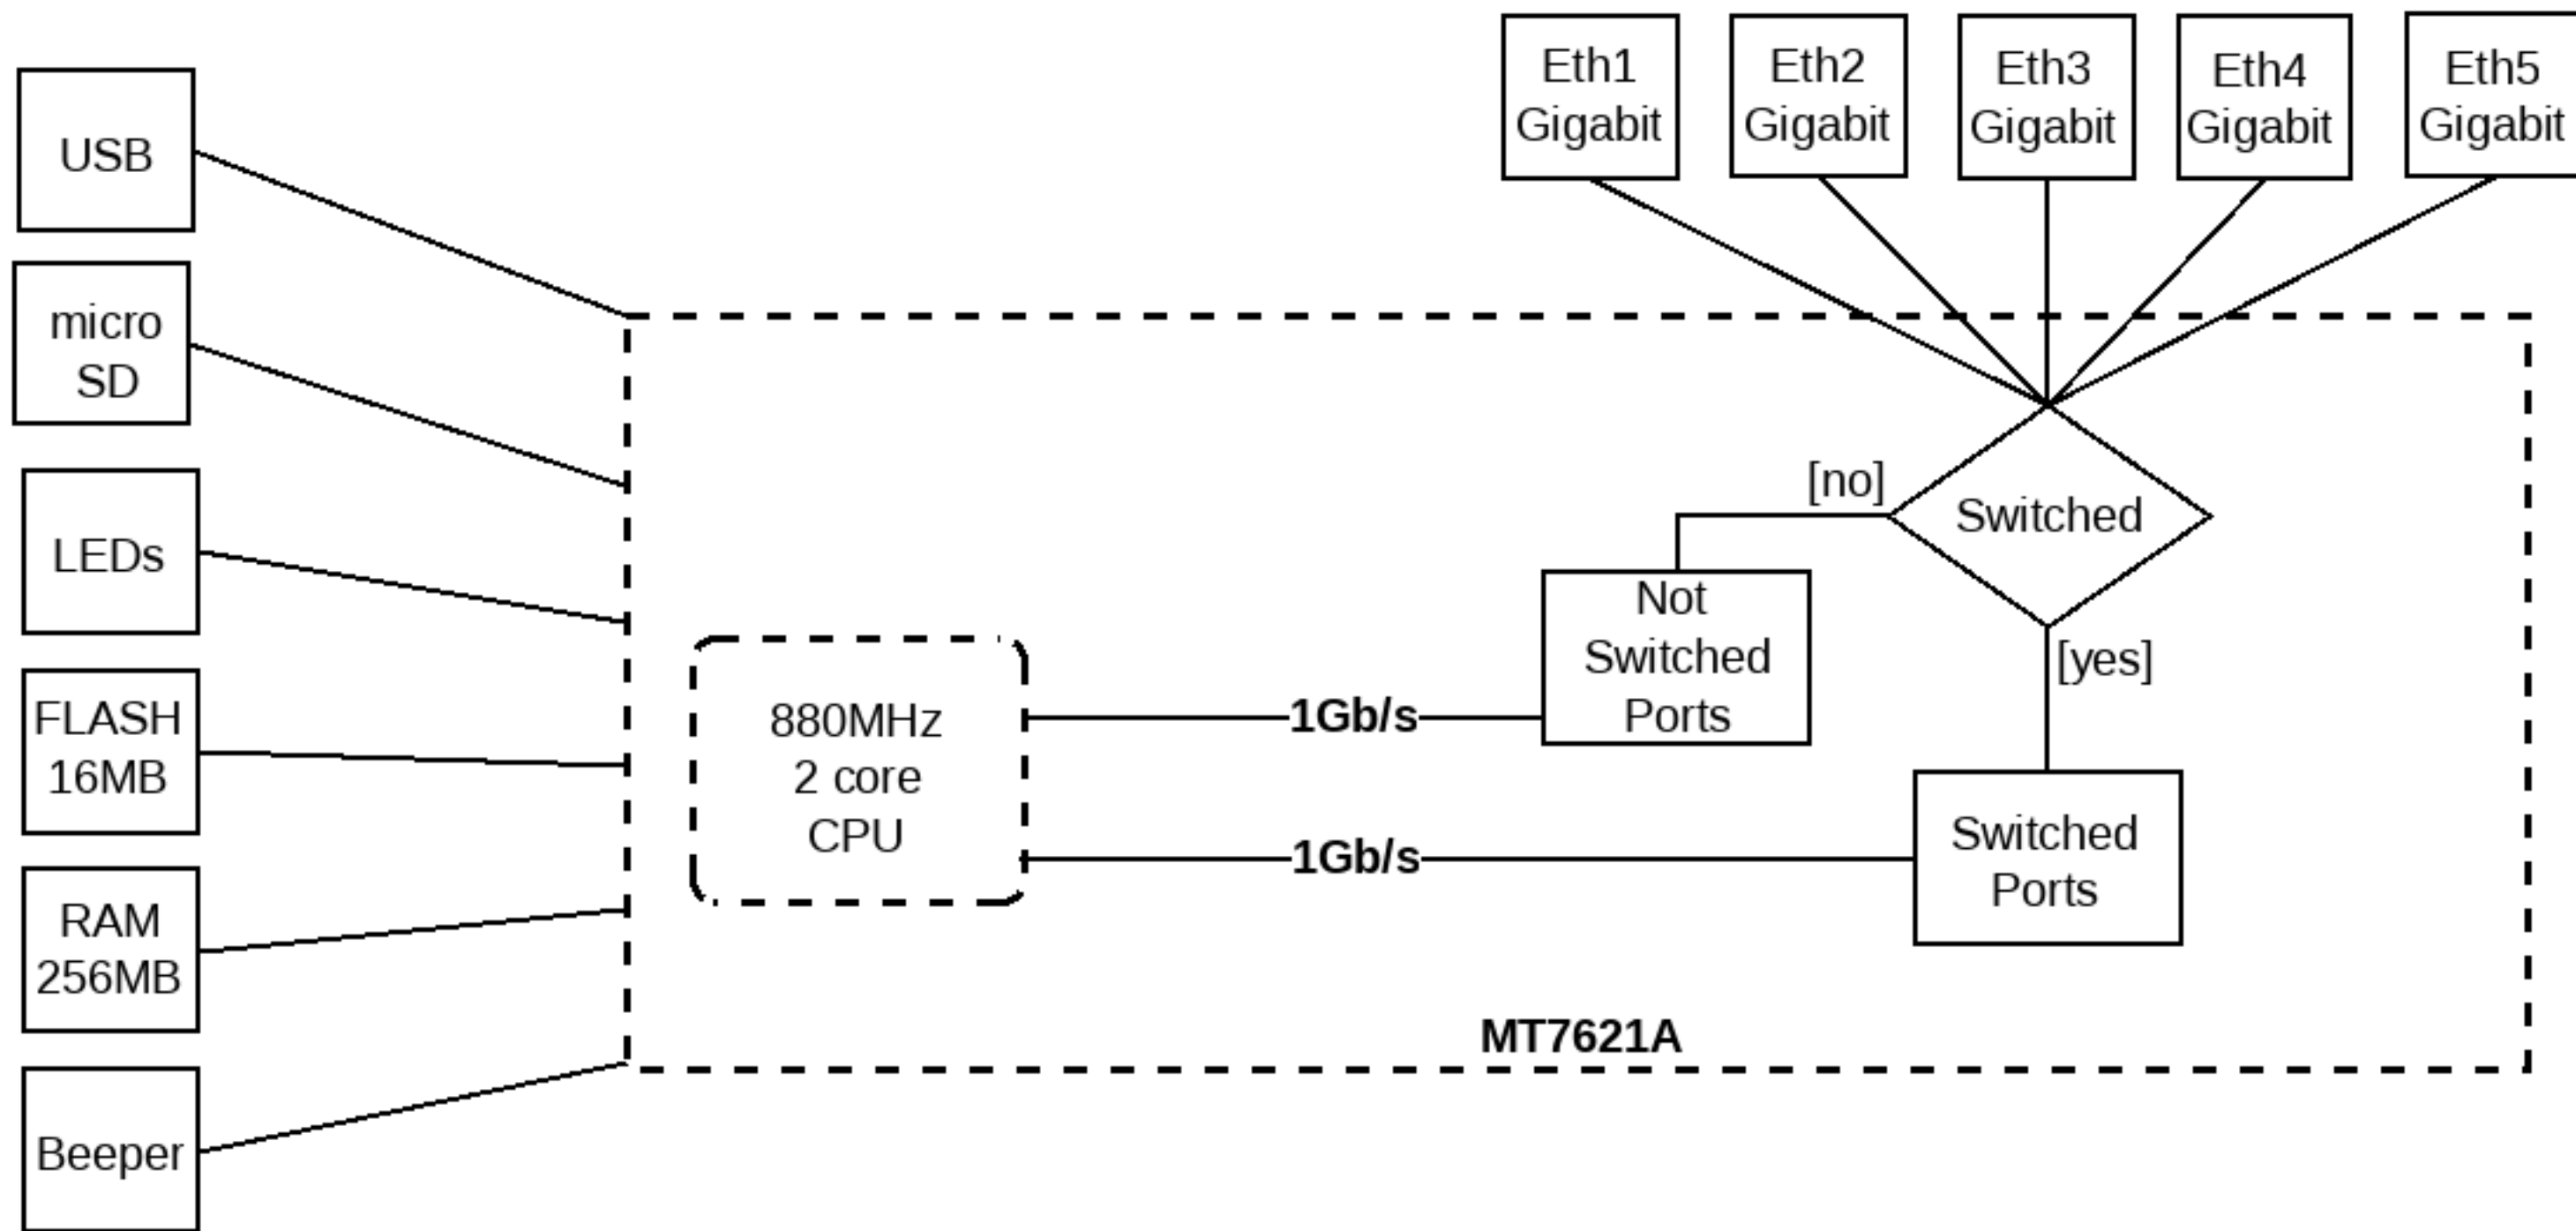 Eth1
Gigabit
Eth2
Gigabit
Eth3
Gigabit
Eth4
Gigabit
Eth5
Gigabit
USB
micro
SD
LEDs
FLASH
16MB
RAM
256MB
Beeper
[no]
Switched
[yes]
Not
Switched
Ports
880MHz
2 core
CPU
1Gb/s
1Gb/s
Switched
Ports
MT7621A